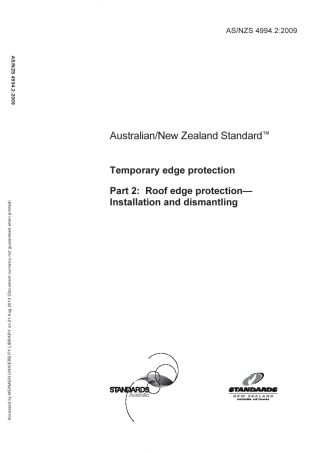 AS/NZS 4994.2:2009
AS/NZS 4994.2:2009
Australian/New Zealand Standard™
Temporary edge protection
Part 2: Roof edge protection—
Installation and dismantling
Accessed by MONASH UNIVERSITY LIBRARY on 21 Aug 2013 (Document currency not guaranteed when printed)
STANDARDS
Australia
STANDARDS
NEW ZEALAND